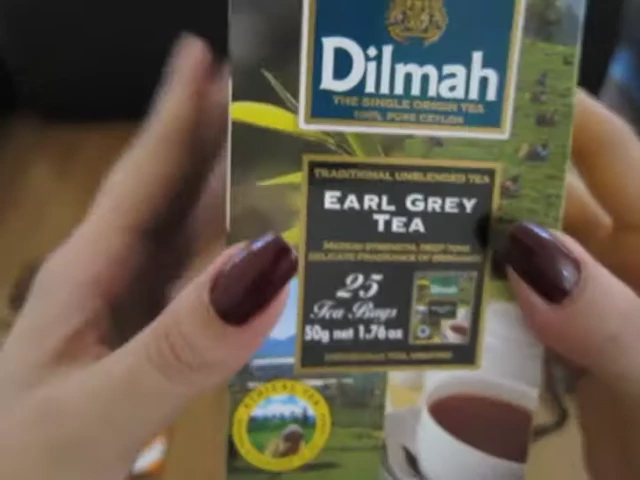 Dilmah
THE SINGLE ORIGIN TEA
100% PURE CEYLON
TRADITIONAL UNBLENDED TEA
EARL GREY
TEA
25
Tea Bags
50g net 1.76oz